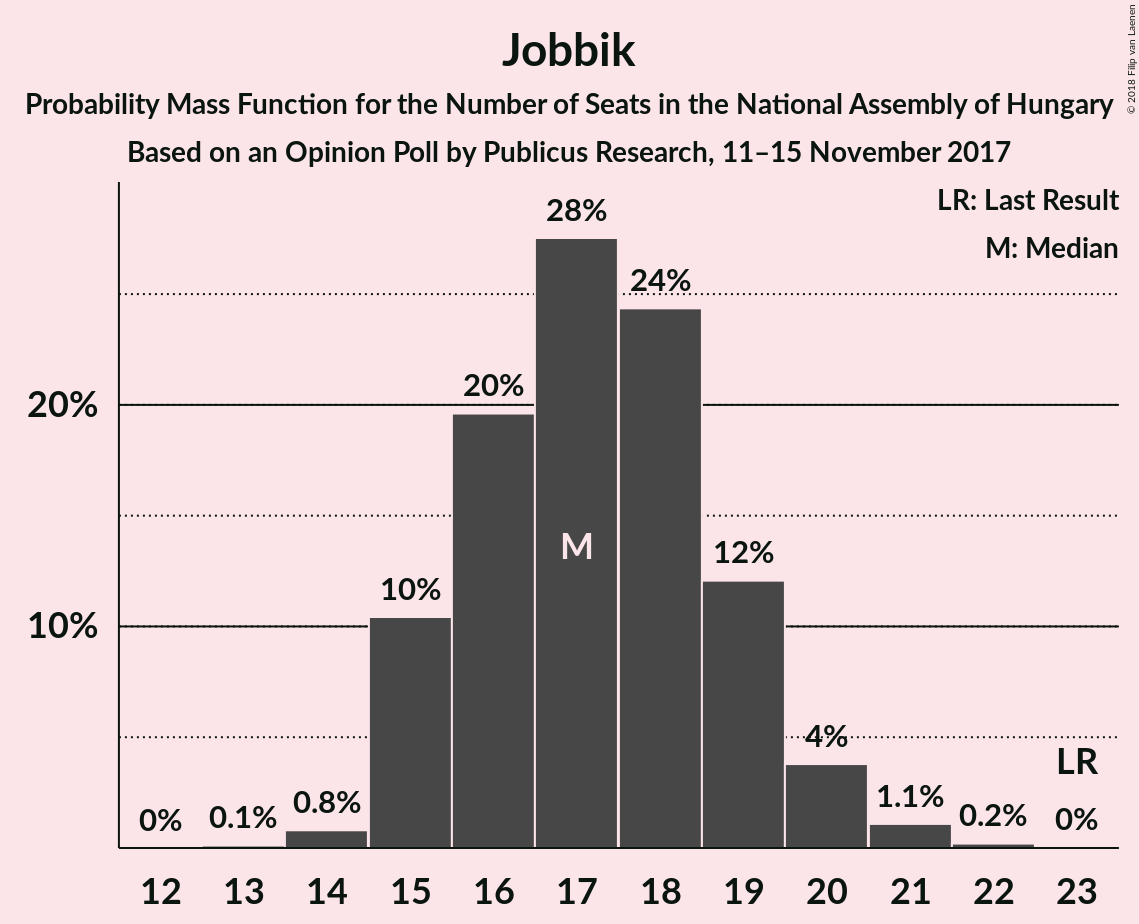 Jobbik
Probability Mass Function for the Number of Seats in the National Assembly of Hungary
Based on an Opinion Poll by Publicus Research, 11–15 November 2017
© 2018 Filip van Laenen
LR: Last Result
M: Median
20%
10%
0%
0.1%
0.8%
10%
20%
28%
M
24%
12%
4%
1.1%
0.2%
LR
0%
12 13 14 15 16 17 18 19 20 21 22 23